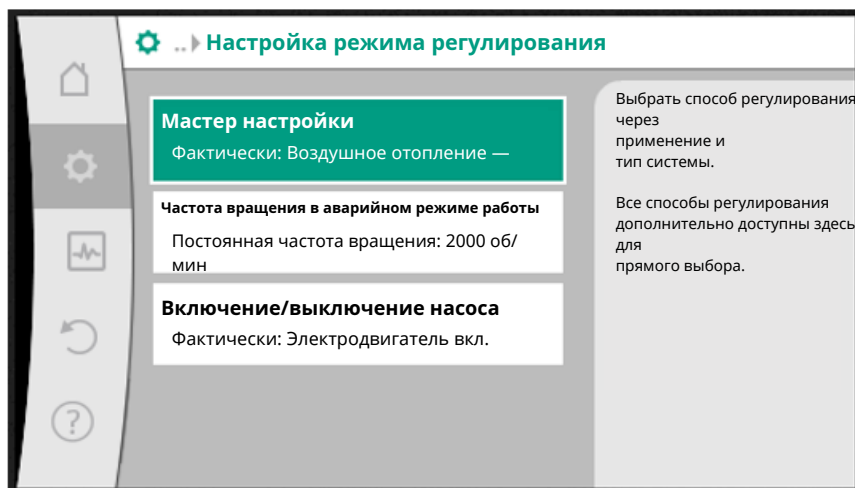 .. Настройка режима регулирования
Мастер настройки
Фактически: Воздушное отопление —
Частота вращения в аварийном режиме работы
Постоянная частота вращения: 2000 об/
мин
Включение/выключение насоса
Фактически: Электродвигатель вкл.
Выбрать способ регулирования
через
применение и
тип системы.
Все способы регулирования
дополнительно доступны здесь
для
прямого выбора.
?